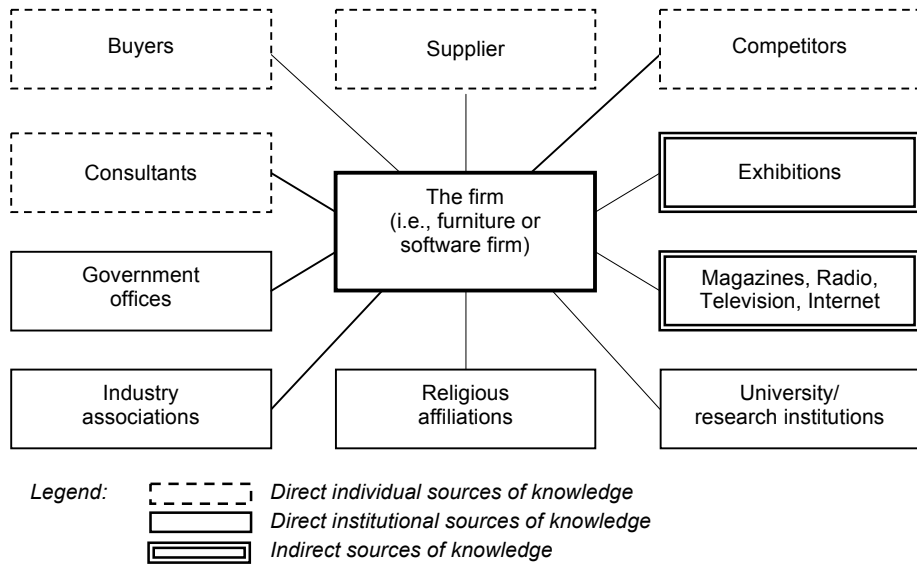 Buyers
Supplier
Competitors
Consultants
The firm
(i.e., furniture or
software firm)
Exhibitions
Government
offices
Magazines, Radio,
Television, Internet
Industry
associations
Religious
affiliations
University/
research institutions
Legend:
Direct individual sources of knowledge
Direct institutional sources of knowledge
Indirect sources of knowledge